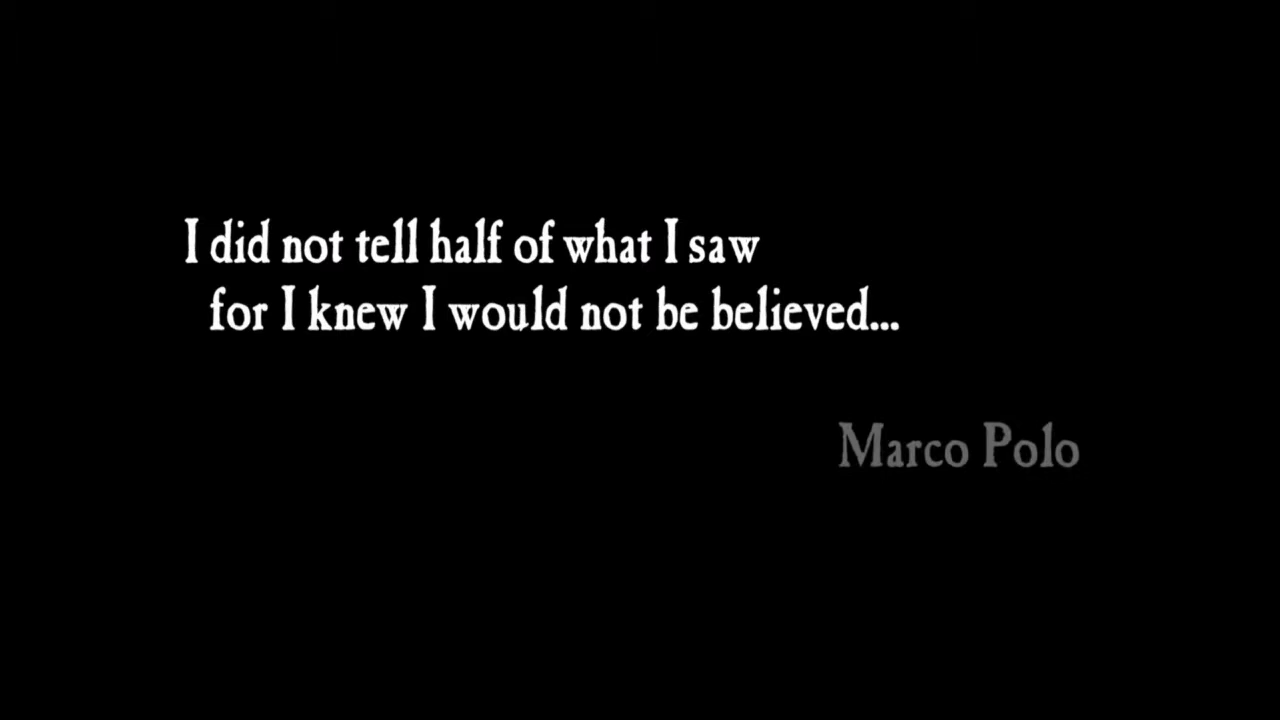 I did not tell half of what I saw
for I knew I would not be believed...
Marco Polo